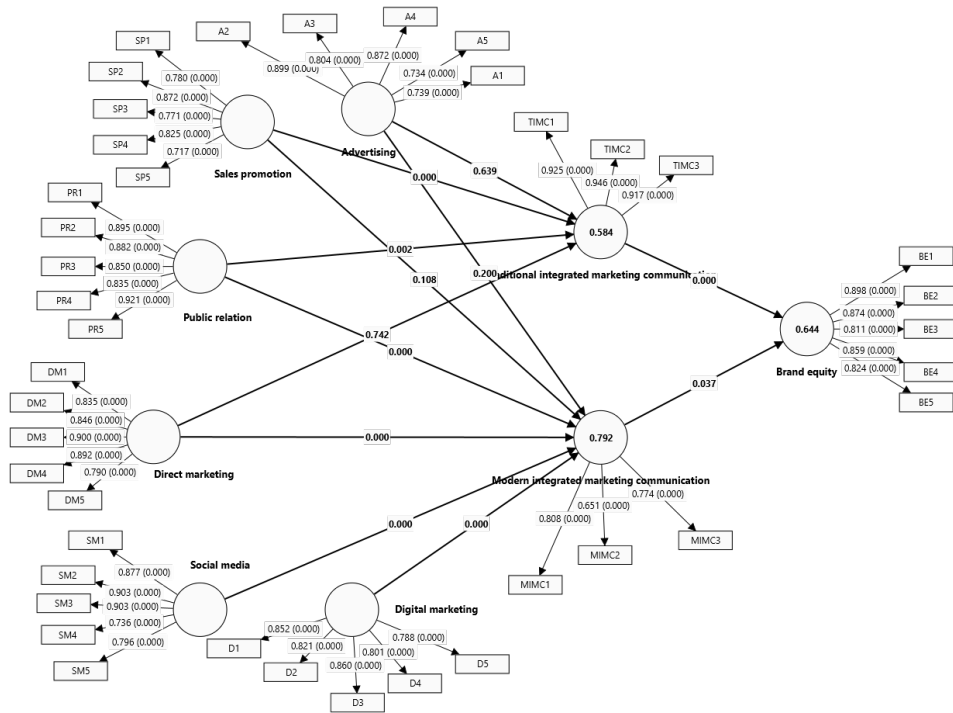 A2
A3
A4
A5
A1
0.899 (0.000)
0.804 (0.000)
0.872 (0.000)
0.734 (0.000)
0.739 (0.000)
Advertising
SP1
SP2
SP3
SP4
SP5
0.780 (0.000)
0.872 (0.000)
0.771 (0.000)
0.825 (0.000)
0.717 (0.000)
Sales promotion
TIMC1
TIMC2
TIMC3
0.925 (0.000)
0.946 (0.000)
0.917 (0.000)
0.639
0.000
0.584
PR1
PR2
PR3
PR4
PR5
0.895 (0.000)
0.882 (0.000)
0.850 (0.000)
0.835 (0.000)
0.921 (0.000)
Public relation
0.002
0.108
0.200
integrated marketing
0.000
0.742
0.000
BE1
BE2
BE3
BE4
BE5
0.898 (0.000)
0.874 (0.000)
0.811 (0.000)
0.859 (0.000)
0.824 (0.000)
0.644
Brand equity
0.037
DM1
DM2
DM3
DM4
DM5
0.835 (0.000)
0.846 (0.000)
0.900 (0.000)
0.892 (0.000)
0.790 (0.000)
Direct marketing
0.000
0.792
Modern integrated marketing communication
0.808 (0.000)
0.651 (0.000)
0.774 (0.000)
MIMC1
MIMC2
MIMC3
0.000
0.000
SM1
SM2
SM3
SM4
SM5
0.877 (0.000)
0.903 (0.000)
0.903 (0.000)
0.736 (0.000)
0.796 (0.000)
Social media
Digital marketing
0.852 (0.000)
0.821 (0.000)
0.860 (0.000)
0.801 (0.000)
0.788 (0.000)
D1
D2
D3
D4
D5